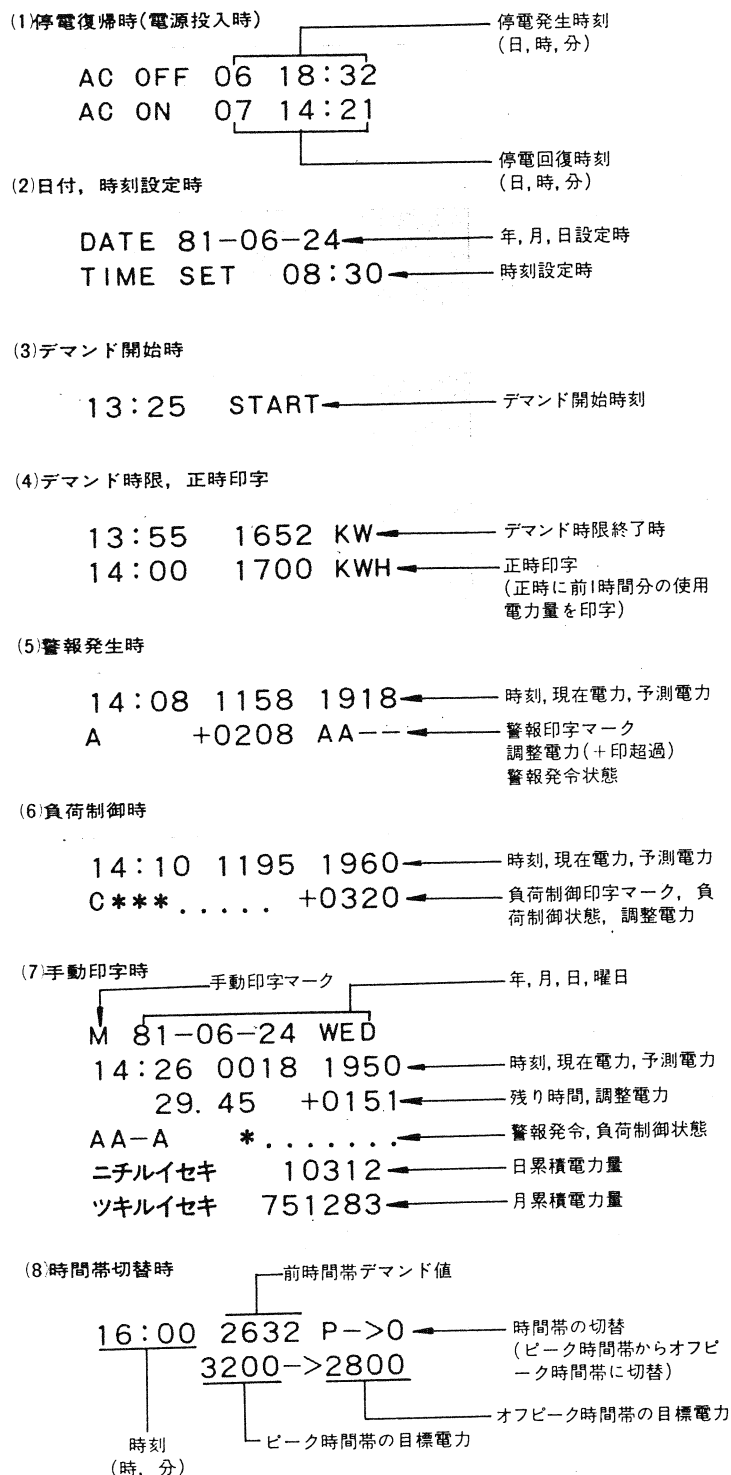 (1)停電復帰時(電源投入時)
停電発生時刻
(日,時,分)
AC OFF 06 18:32
AC ON 07 14:21
停電回復時刻
(日,時,分)
(2)日付,時刻設定時
DATE 81-06-24
年,月,日設定時
TIME SET 08:30
時刻設定時
(3)デマンド開始時
13:25 START
デマンド開始時刻
(4)デマンド時限,正時印字
13:55 1652 KW
デマンド時限終了時
14:00 1700 KWH
正時印字
(正時に前1時間分の使用
電力量を印字)
(5)警報発生時
14:08 1158 1918
時刻,現在電力,予測電力
A +0208 AA--
警報印字マーク
調整電力(+印超過)
警報発令状態
(6)負荷制御時
14:10 1195 1960
時刻,現在電力,予測電力
C***..... +0320
負荷制御印字マーク,負
荷制御状態,調整電力
(7)手動印字時
手動印字マーク
年,月,日,曜日
M 81-06-24 WED
14:26 0018 1950
時刻,現在電力,予測電力
29.45 +0151
残り時間,調整電力
AA-A *.......
警報発令,負荷制御状態
ニチルイセキ 10312
日累積電力量
ツキルイセキ 751283
月累積電力量
(8)時間帯切替時
前時間帯デマンド値
16:00 2632 P->O
時間帯の切替
(ピーク時間帯からオフピ
ーク時間帯に切替)
3200->2800
オフピーク時間帯の目標電力
ピーク時間帯の目標電力
時刻
(時,分)